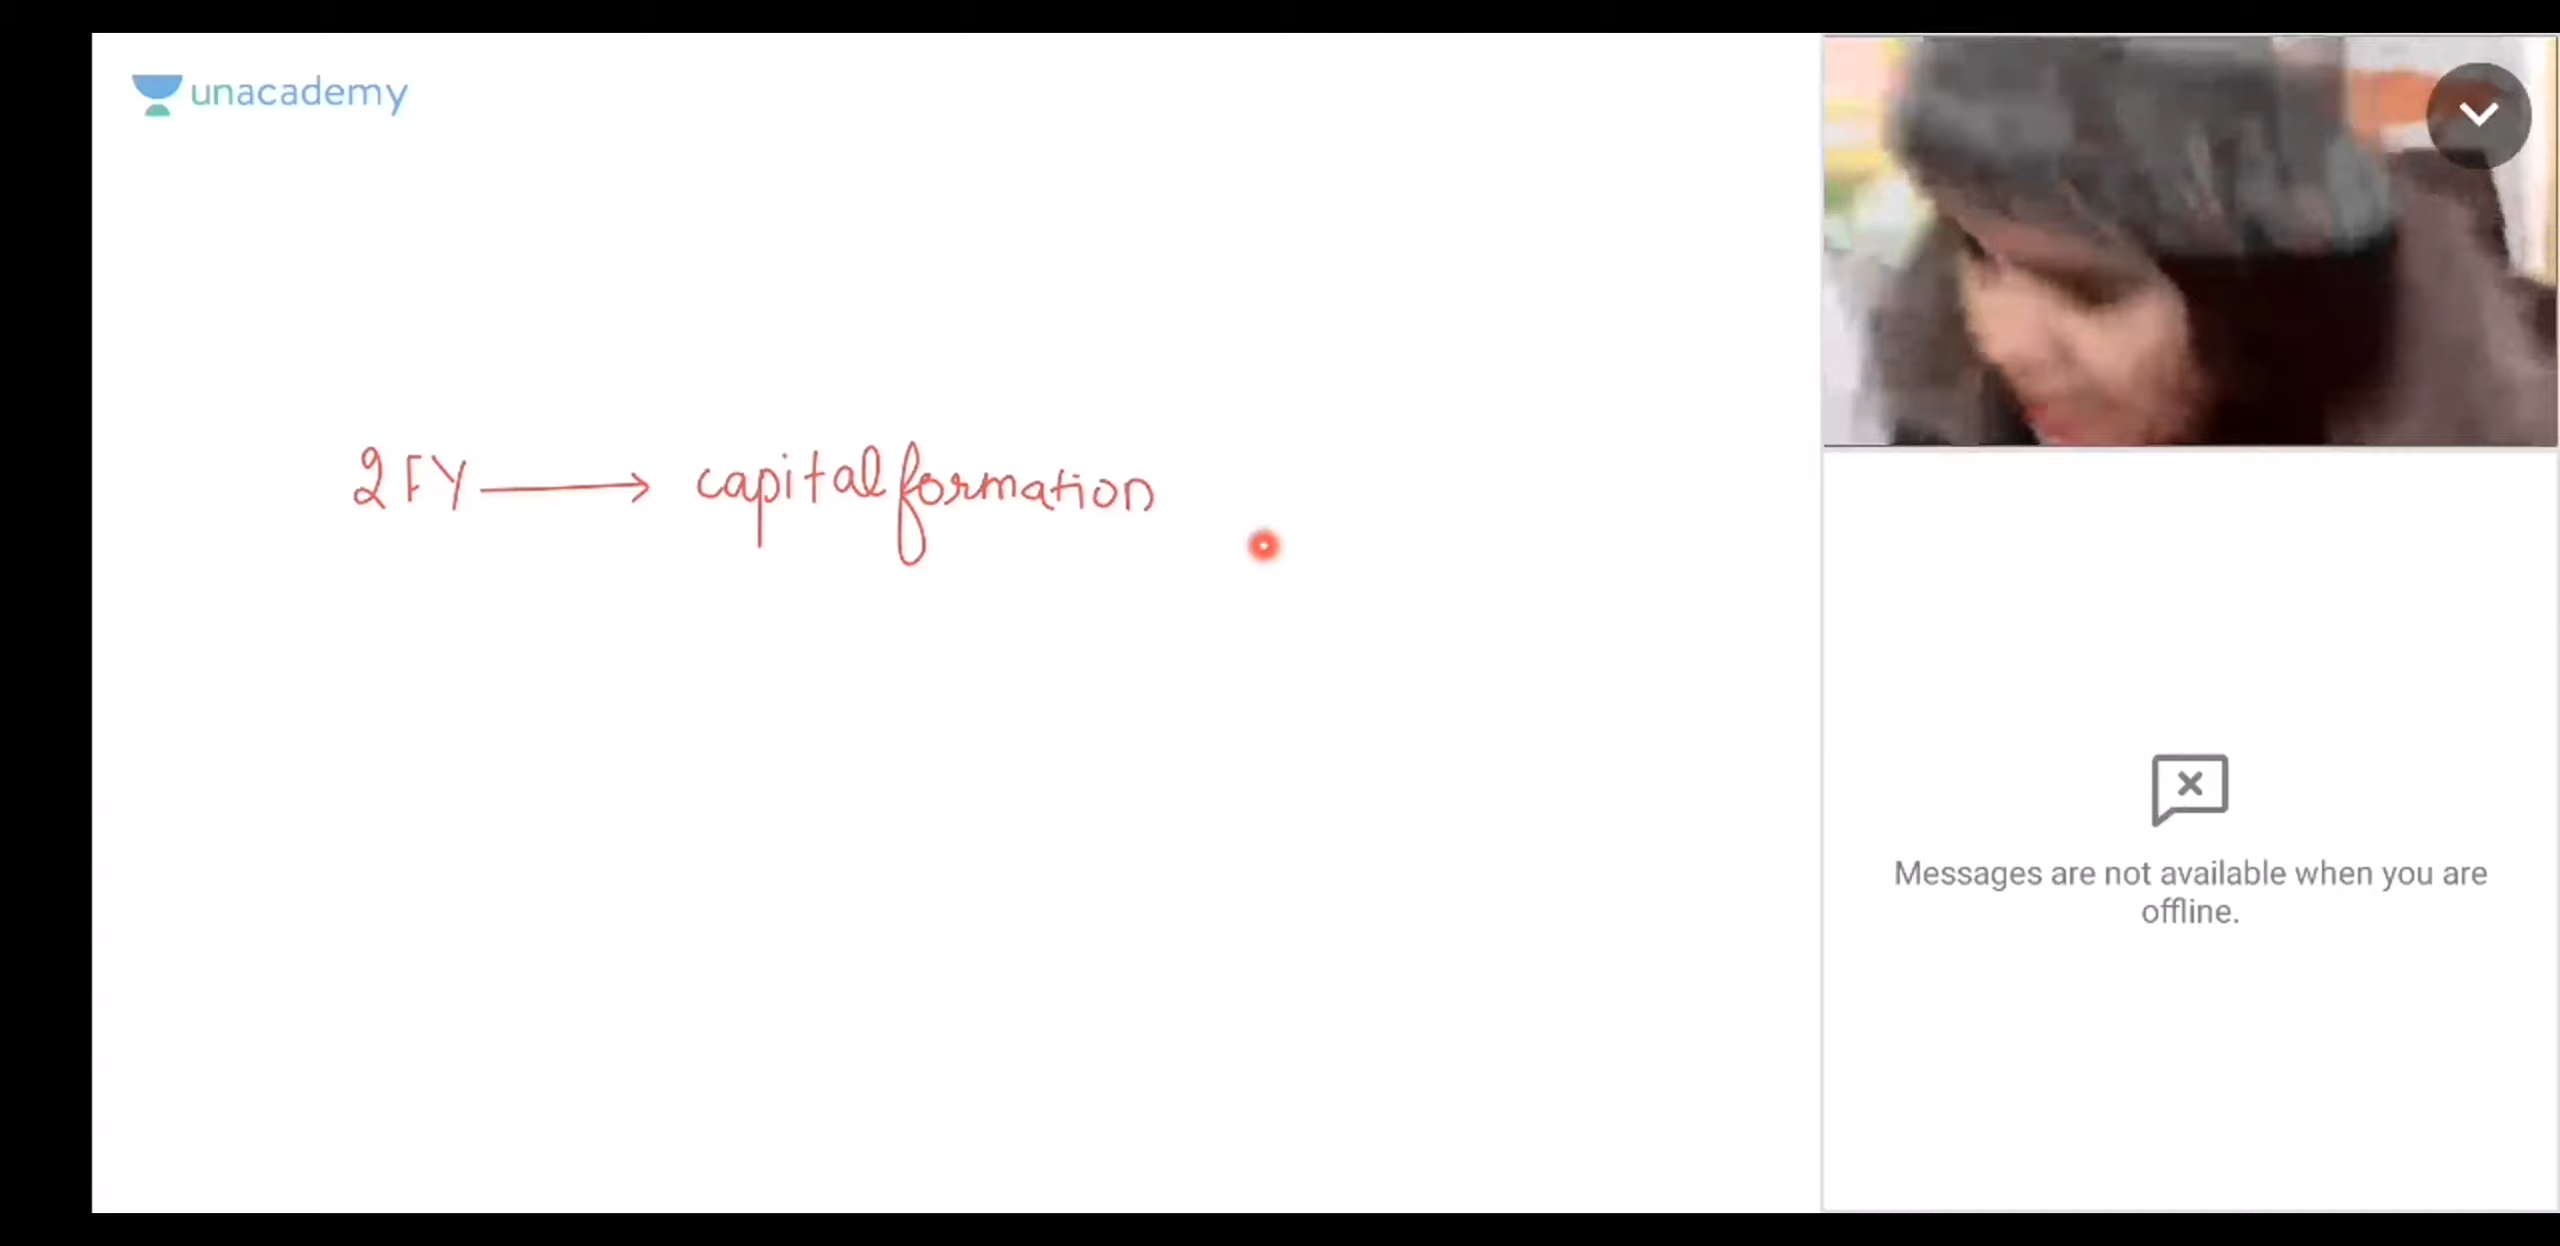 unacademy
2FY → capital formation
Messages are not available when you are
offline.